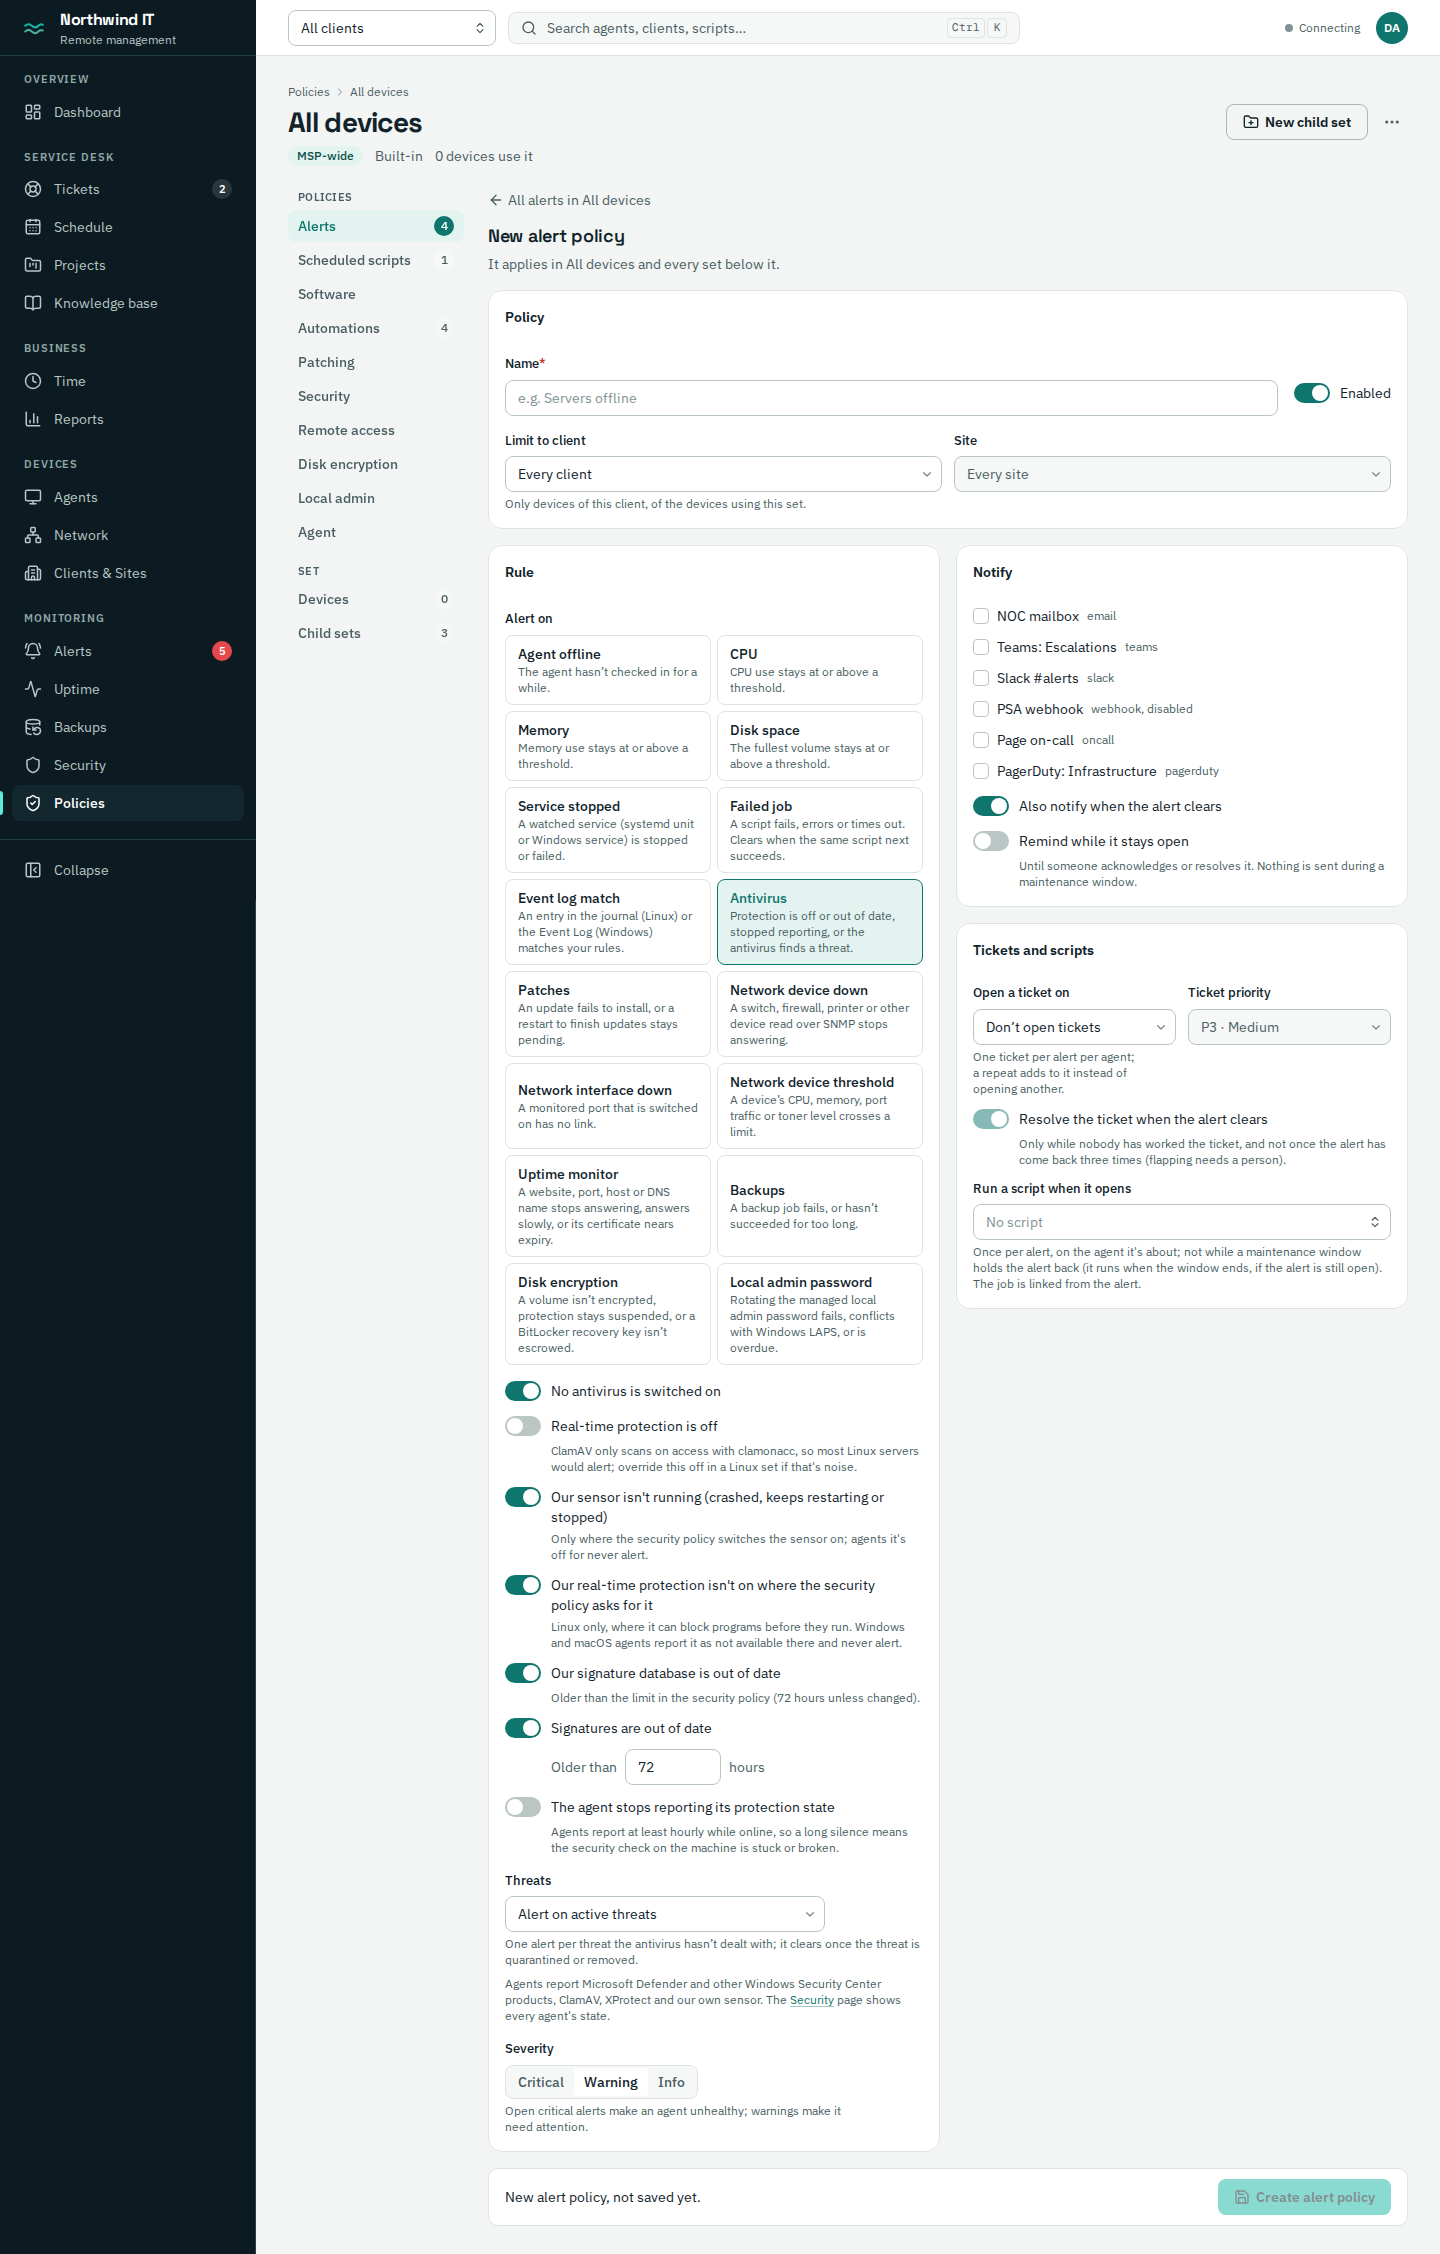 Northwind IT
Remote management
All clients
Search agents, clients, scripts...
Ctrl K
Connecting
DA
OVERVIEW
Dashboard
SERVICE DESK
Tickets 2
Schedule
Projects
Knowledge base
BUSINESS
Time
Reports
DEVICES
Agents
Network
Clients & Sites
MONITORING
Alerts 5
Uptime
Backups
Security
Policies
Collapse
Policies > All devices
All devices
MSP-wide Built-in 0 devices use it
New child set
POLICIES
Alerts 4
Scheduled scripts 1
Software
Automations 4
Patching
Security
Remote access
Disk encryption
Local admin
Agent
SET
Devices 0
Child sets 3
All alerts in All devices
New alert policy
It applies in All devices and every set below it.
Policy
Name*
e.g. Servers offline
Enabled
Limit to client
Every client
Only devices of this client, of the devices using this set.
Site
Every site
Rule
Alert on
Agent offline
The agent hasn't checked in for a
while.
CPU
CPU use stays at or above a
threshold.
Memory
Memory use stays at or above a
threshold.
Disk space
The fullest volume stays at or
above a threshold.
Service stopped
A watched service (systemd unit
or Windows service) is stopped
or failed.
Failed job
A script fails, errors or times out.
Clears when the same script next
succeeds.
Event log match
An entry in the journal (Linux) or
the Event Log (Windows)
matches your rules.
Antivirus
Protection is off or out of date,
stopped reporting, or the
antivirus finds a threat.
Patches
An update fails to install, or a
restart to finish updates stays
pending.
Network device down
A switch, firewall, printer or other
device read over SNMP stops
answering.
Network interface down
A monitored port that is switched
on has no link.
Network device threshold
A device's CPU, memory, port
traffic or toner level crosses a
limit.
Uptime monitor
A website, port, host or DNS
name stops answering, answers
slowly, or its certificate nears
expiry.
Backups
A backup job fails, or hasn't
succeeded for too long.
Disk encryption
A volume isn't encrypted,
protection stays suspended, or a
BitLocker recovery key isn't
escrowed.
Local admin password
Rotating the managed local
admin password fails, conflicts
with Windows LAPS, or is
overdue.
No antivirus is switched on
Real-time protection is off
ClamAV only scans on access with clamonacc, so most Linux servers
would alert; override this off in a Linux set if that's noise.
Our sensor isn't running (crashed, keeps restarting or
stopped)
Only where the security policy switches the sensor on; agents it's
off for never alert.
Our real-time protection isn't on where the security
policy asks for it
Linux only, where it can block programs before they run. Windows
and macOS agents report it as not available there and never alert.
Our signature database is out of date
Older than the limit in the security policy (72 hours unless changed).
Signatures are out of date
Older than 72 hours
The agent stops reporting its protection state
Agents report at least hourly while online, so a long silence means
the security check on the machine is stuck or broken.
Threats
Alert on active threats
One alert per threat the antivirus hasn't dealt with; it clears once the threat is
quarantined or removed.
Agents report Microsoft Defender and other Windows Security Center
products, ClamAV, XProtect and our own sensor. The Security page shows
every agent's state.
Severity
Critical Warning Info
Open critical alerts make an agent unhealthy; warnings make it
need attention.
Notify
NOC mailbox email
Teams: Escalations teams
Slack #alerts slack
PSA webhook webhook, disabled
Page on-call oncall
PagerDuty: Infrastructure pagerduty
Also notify when the alert clears
Remind while it stays open
Until someone acknowledges or resolves it. Nothing is sent during a
maintenance window.
Tickets and scripts
Open a ticket on
Don't open tickets
One ticket per alert per agent;
a repeat adds to it instead of
opening another.
Ticket priority
P3 · Medium
Resolve the ticket when the alert clears
Only while nobody has worked the ticket, and not once the alert has
come back three times (flapping needs a person).
Run a script when it opens
No script
Once per alert, on the agent it's about; not while a maintenance window
holds the alert back (it runs when the window ends, if the alert is still open).
The job is linked from the alert.
New alert policy, not saved yet.
Create alert policy